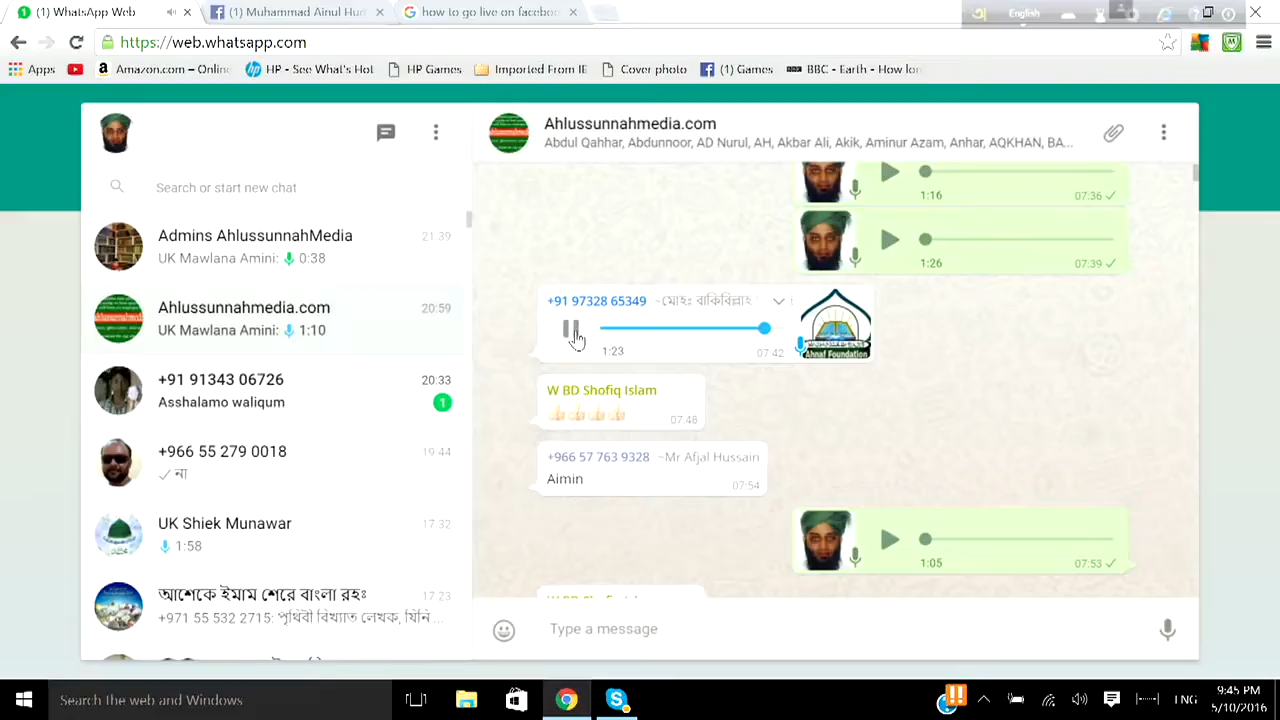 (1) WhatsApp Web
(1) Muhammad Ainul Hud
how to go live on facebo
English
https://web.whatsapp.com
Apps
Amazon.com – Online
HP - See What's Hot
HP Games
Imported From IE
Cover photo
(1) Games
BBC - Earth - How lon
Search or start new chat
Admins AhlussunnahMedia
21:39
UK Mawlana Amini: 0:38
Ahlussunnahmedia.com
20:59
UK Mawlana Amini: 1:10
+91 91343 06726
20:33
Asshalamo waliqum
1
+966 55 279 0018
19:44
না
UK Shiek Munawar
17:32
1:58
আশেকে ইমাম শেরে বাংলা রহঃ
17:23
+971 55 532 2715: পৃথিবী বিখ্যাত লেখক, যিনি ...
Ahlussunnahmedia.com
Abdul Qahhar, Abdunnoor, AD Nurul, AH, Akbar Ali, Akik, Aminur Azam, Anhar, AQKHAN, BA...
1:16
07:36
1:26
07:39
+91 97328 65349 ~মোহঃ বাকিবিল্লাহ
1:23
07:42
Ahnaf Foundation
W BD Shofiq Islam
07:48
+966 57 763 9328 ~Mr Afjal Hussain
Aimin
07:54
1:05
07:53
Type a message
Search the web and Windows
ENG
9:45 PM
5/10/2016